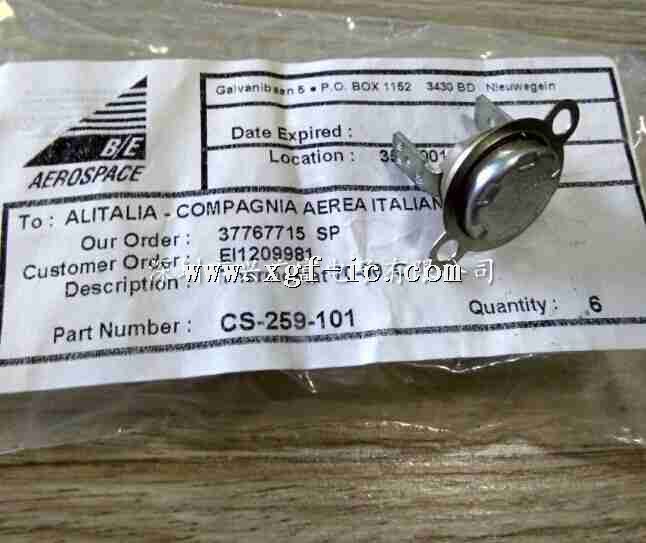 Galvanibaan 5 • P.O. BOX 1152 3430 BD Nieuwegein
B/E
AEROSPACE
Date Expired :
Location :
To : ALITALIA - COMPAGNIA AEREA ITALIAN
Our Order : 37767715 SP
Customer Order : EI1209981
Description :
www.xgf-ic.com
Part Number : CS-259-101
Quantity : 6